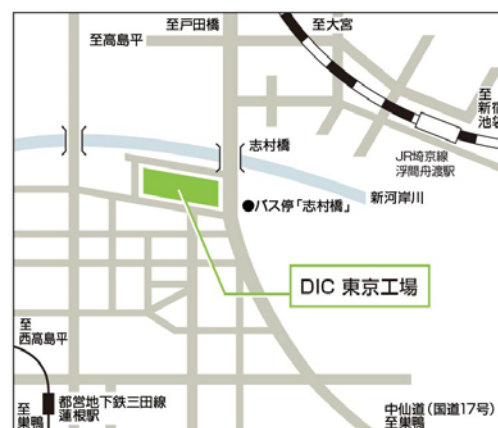 至戸田橋
至大宮
至高島平
至
新宿
池袋
志村橋
JR埼京線
浮間舟渡駅
新河岸川
●バス停「志村橋」
DIC 東京工場
至
西高島平
都営地下鉄三田線
蓮根駅
至
巣鴨
中仙道(国道17号)
至巣鴨